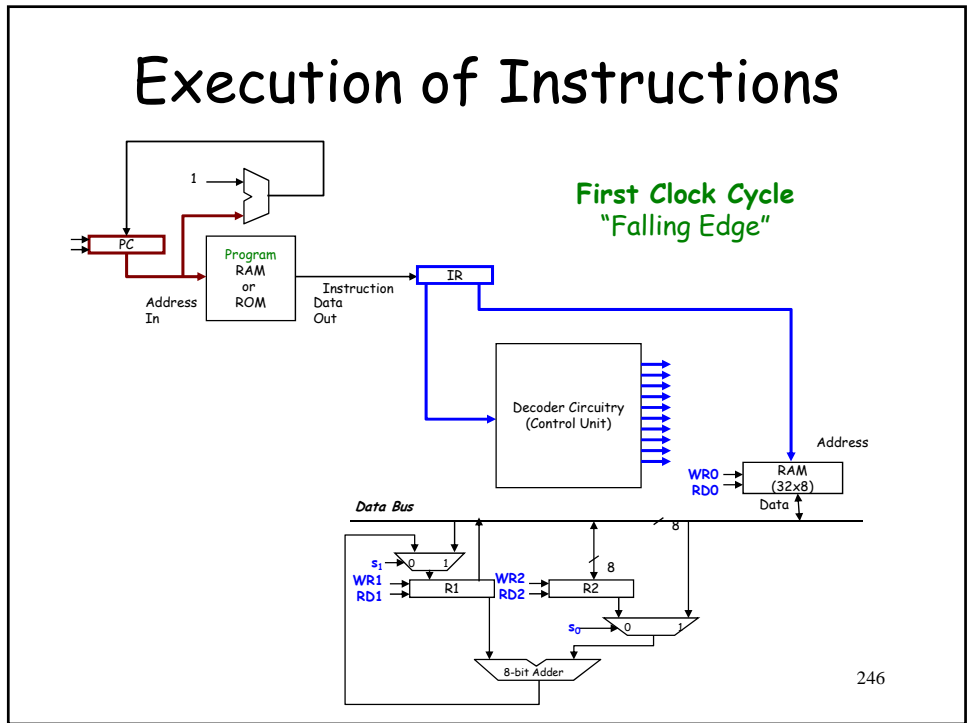 Execution of Instructions
First Clock Cycle
"Falling Edge"
1
PC
Program
RAM
or
ROM
Address
In
Instruction
Data
Out
IR
Decoder Circuitry
(Control Unit)
Address
WR0
RD0
RAM
(32x8)
Data
Data Bus
8
s₁
0 1
WR1
RD1
R1
8
WR2
RD2
R2
s₀
0 1
8-bit Adder
246